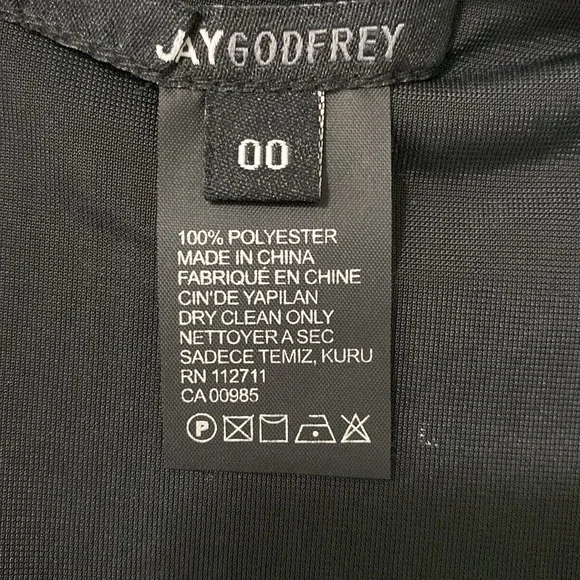 JAYGODFREY
00
100% POLYESTER
MADE IN CHINA
FABRIQUÉ EN CHINE
CIN'DE YAPILAN
DRY CLEAN ONLY
NETTOYER A SEC
SADECE TEMIZ, KURU
RN 112711
CA 00985
P